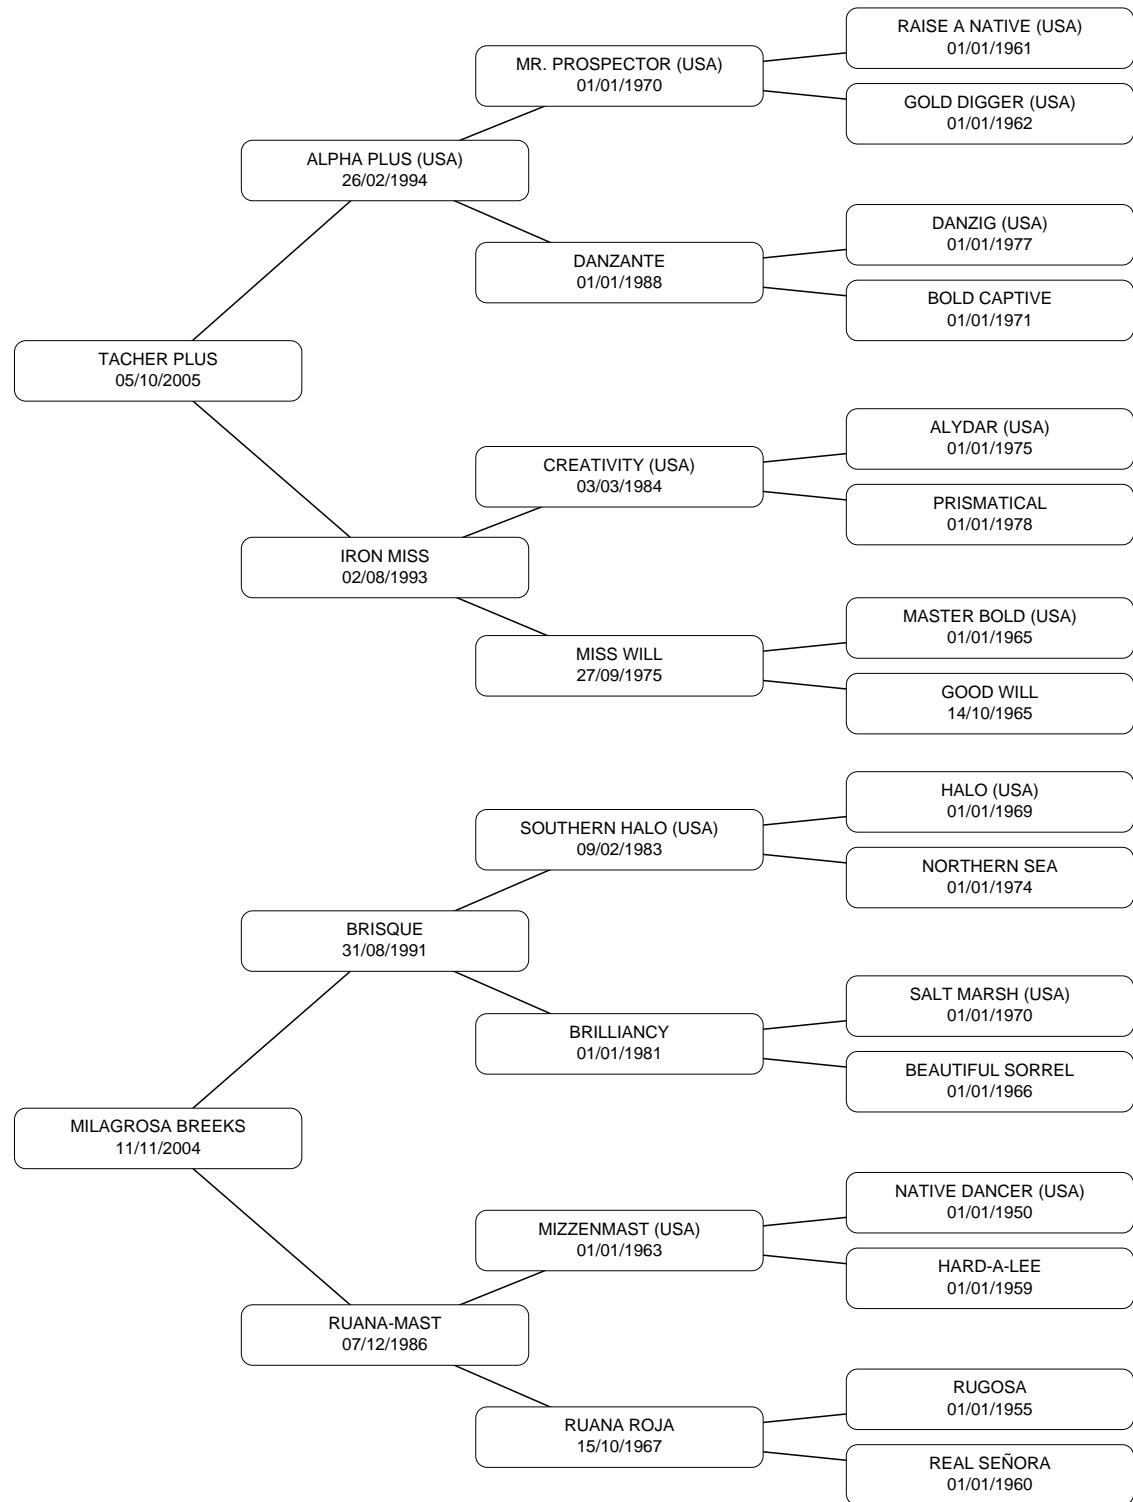 RAISE A NATIVE (USA)
01/01/1961
MR. PROSPECTOR (USA)
01/01/1970
GOLD DIGGER (USA)
01/01/1962
ALPHA PLUS (USA)
26/02/1994
DANZIG (USA)
01/01/1977
DANZANTE
01/01/1988
BOLD CAPTIVE
01/01/1971
TACHER PLUS
05/10/2005
ALYDAR (USA)
01/01/1975
CREATIVITY (USA)
03/03/1984
PRISMATICAL
01/01/1978
IRON MISS
02/08/1993
MASTER BOLD (USA)
01/01/1965
MISS WILL
27/09/1975
GOOD WILL
14/10/1965
HALO (USA)
01/01/1969
SOUTHERN HALO (USA)
09/02/1983
NORTHERN SEA
01/01/1974
BRISQUE
31/08/1991
SALT MARSH (USA)
01/01/1970
BRILLIANCY
01/01/1981
BEAUTIFUL SORREL
01/01/1966
MILAGROSA BREEKS
11/11/2004
NATIVE DANCER (USA)
01/01/1950
MIZZENMAST (USA)
01/01/1963
HARD-A-LEE
01/01/1959
RUANA-MAST
07/12/1986
RUGOSA
01/01/1955
RUANA ROJA
15/10/1967
REAL SEÑORA
01/01/1960